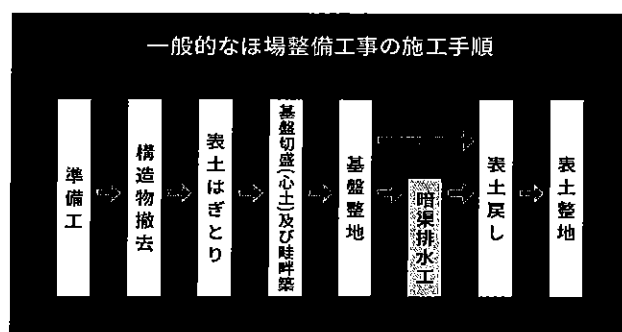 一般的なほ場整備工事の施工手順
準備工
構造物撤去
表土はぎとり
基盤切盛(心土)及び畦畔築
基盤整地
暗渠排水工
表土戻し
表土整地